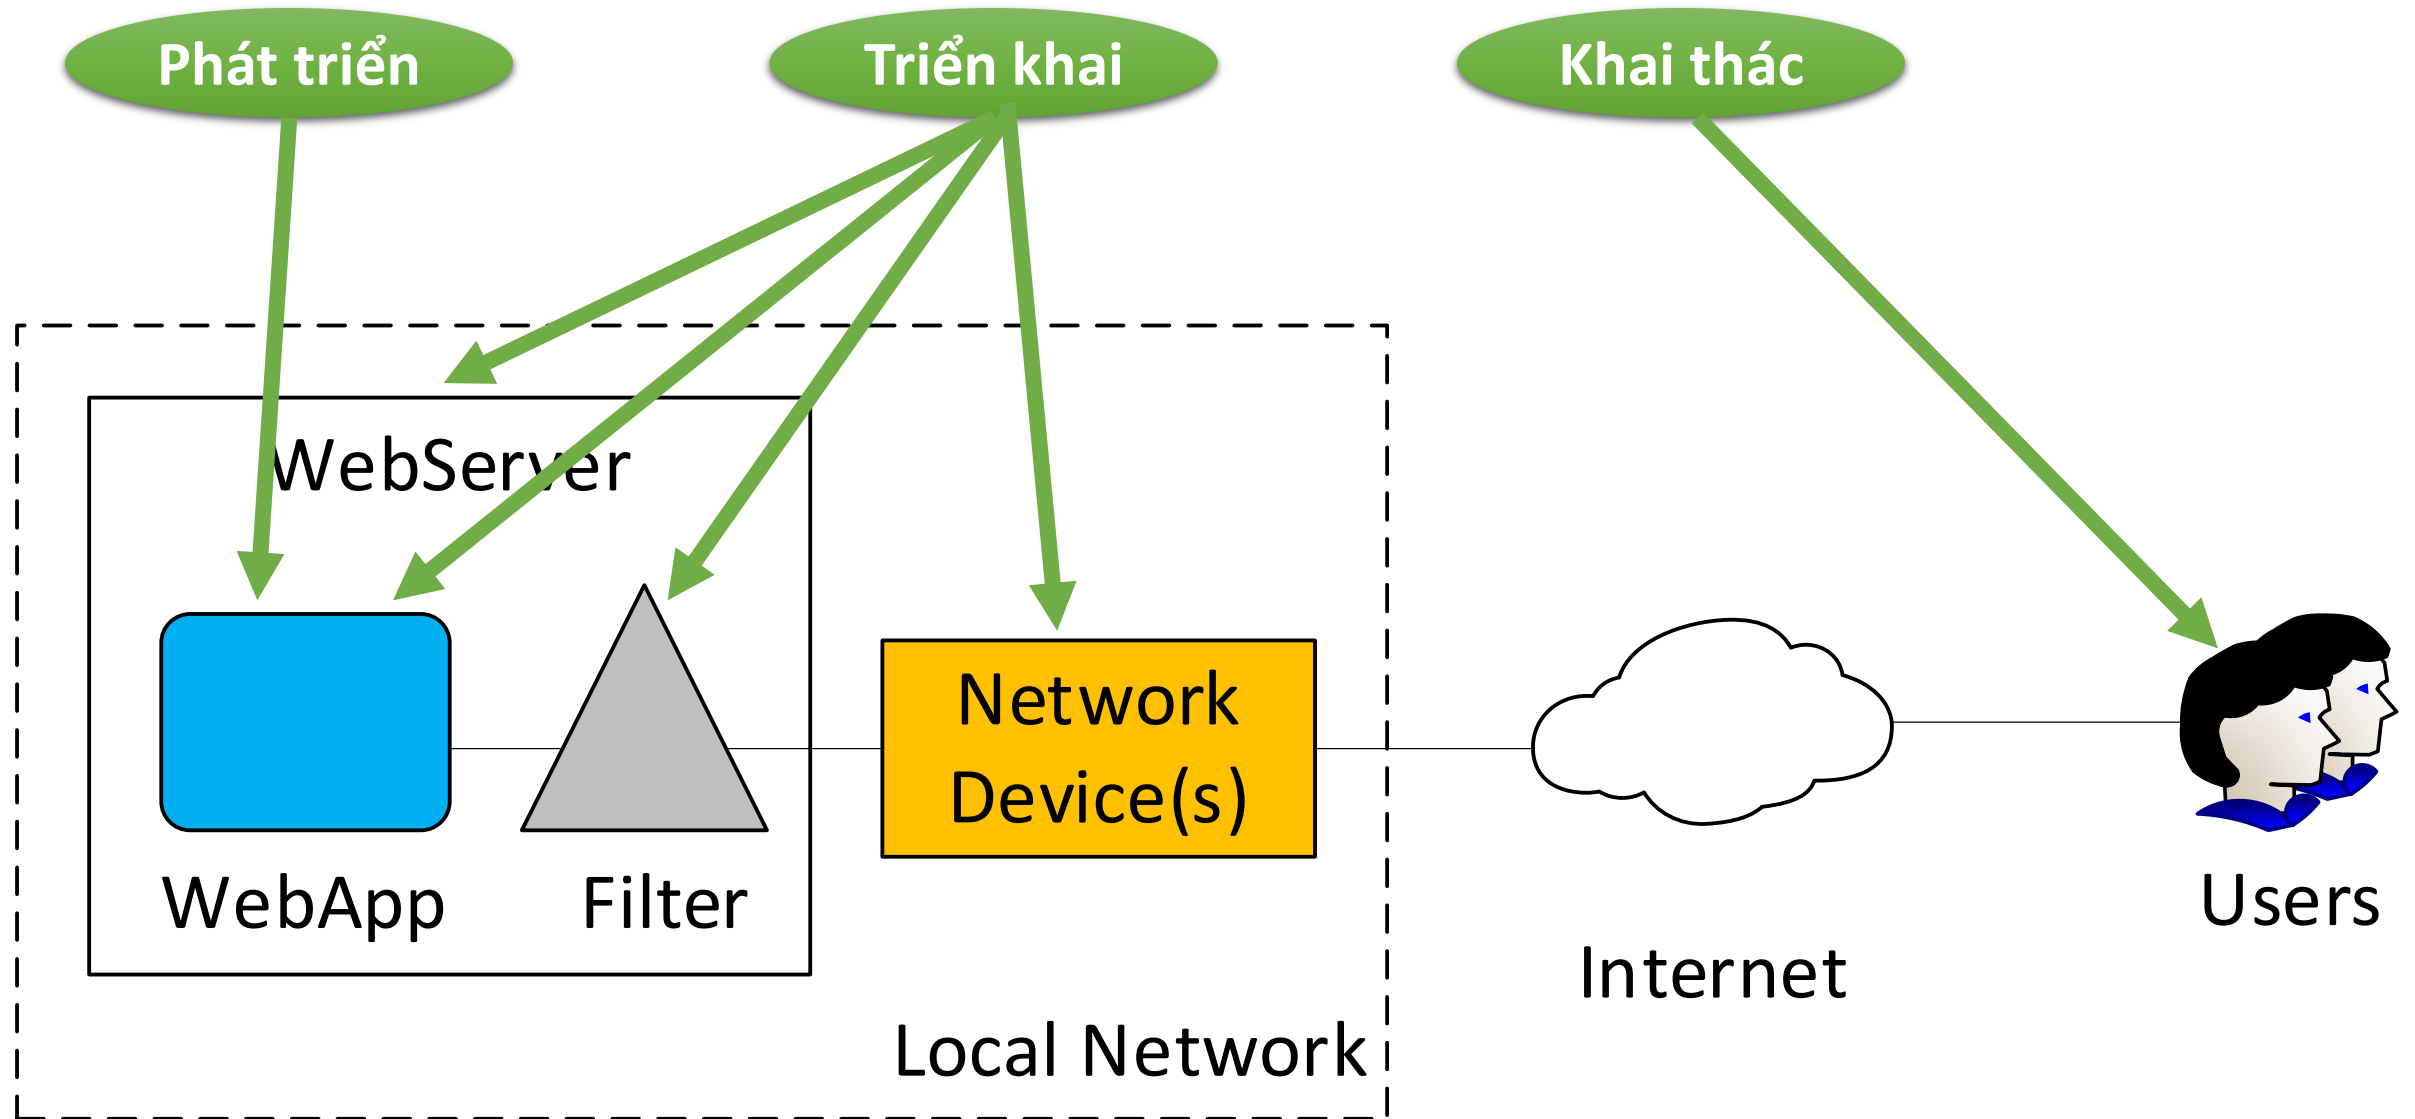 Phát triển
Triển khai
Khai thác
WebServer
Network
Device(s)
WebApp
Filter
Users
Internet
Local Network